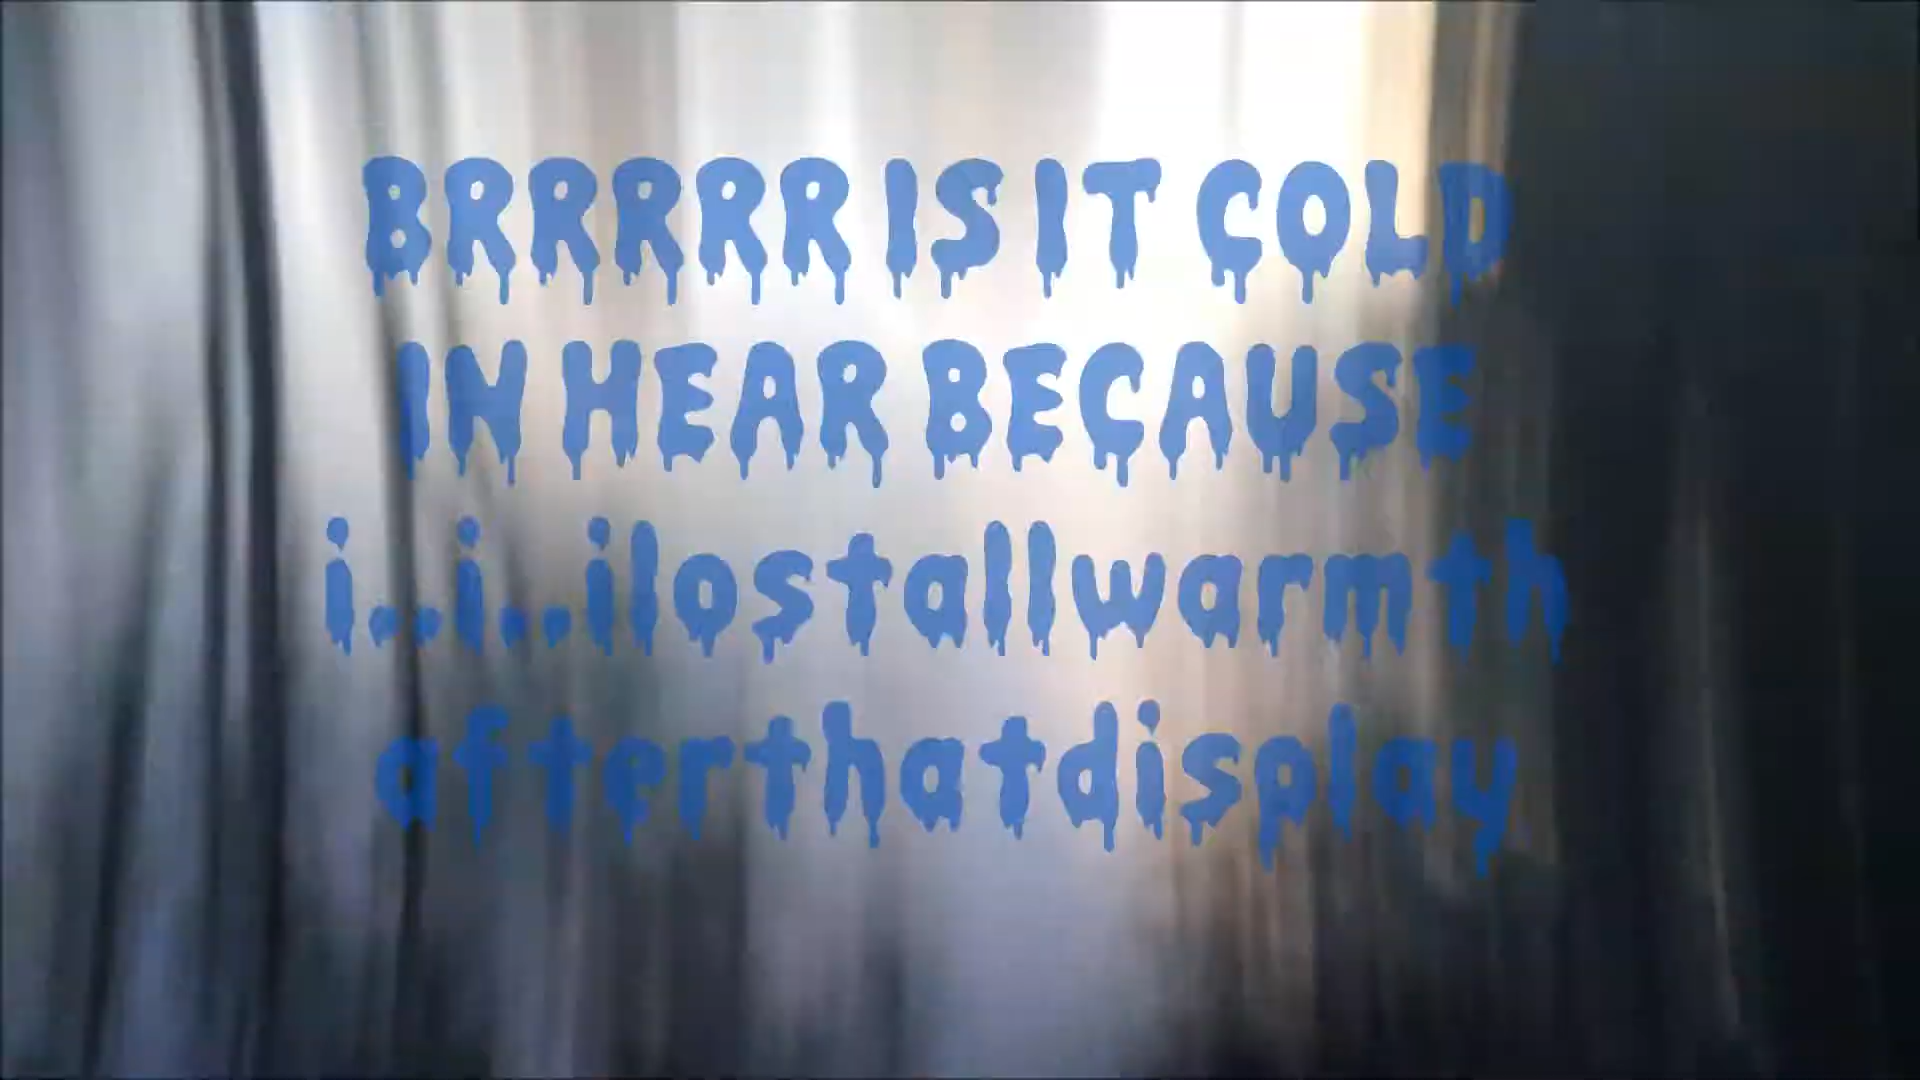 BRRRRR IS IT COLD
IN HEAR BECAUSE
i..i..ilostallwarmth
afterthatdisplay